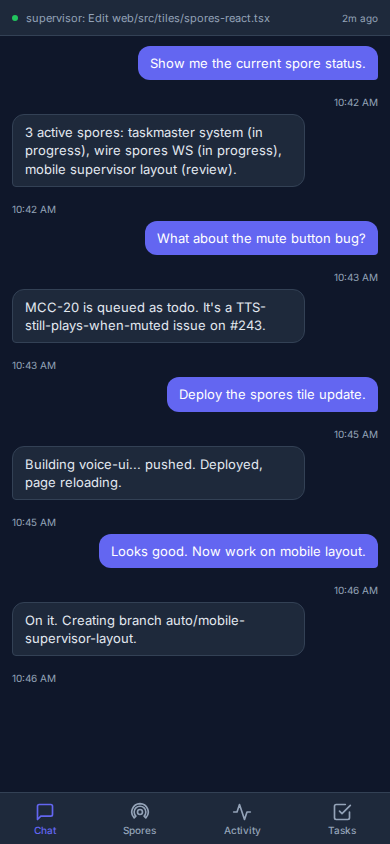 supervisor: Edit web/src/tiles/spores-react.tsx 2m ago
Show me the current spore status.
10:42 AM
3 active spores: taskmaster system (in
progress), wire spores WS (in progress),
mobile supervisor layout (review).
10:42 AM
What about the mute button bug?
10:43 AM
MCC-20 is queued as todo. It's a TTS-
still-plays-when-muted issue on #243.
10:43 AM
Deploy the spores tile update.
10:45 AM
Building voice-ui... pushed. Deployed,
page reloading.
10:45 AM
Looks good. Now work on mobile layout.
10:46 AM
On it. Creating branch auto/mobile-
supervisor-layout.
10:46 AM
Chat Spores Activity Tasks